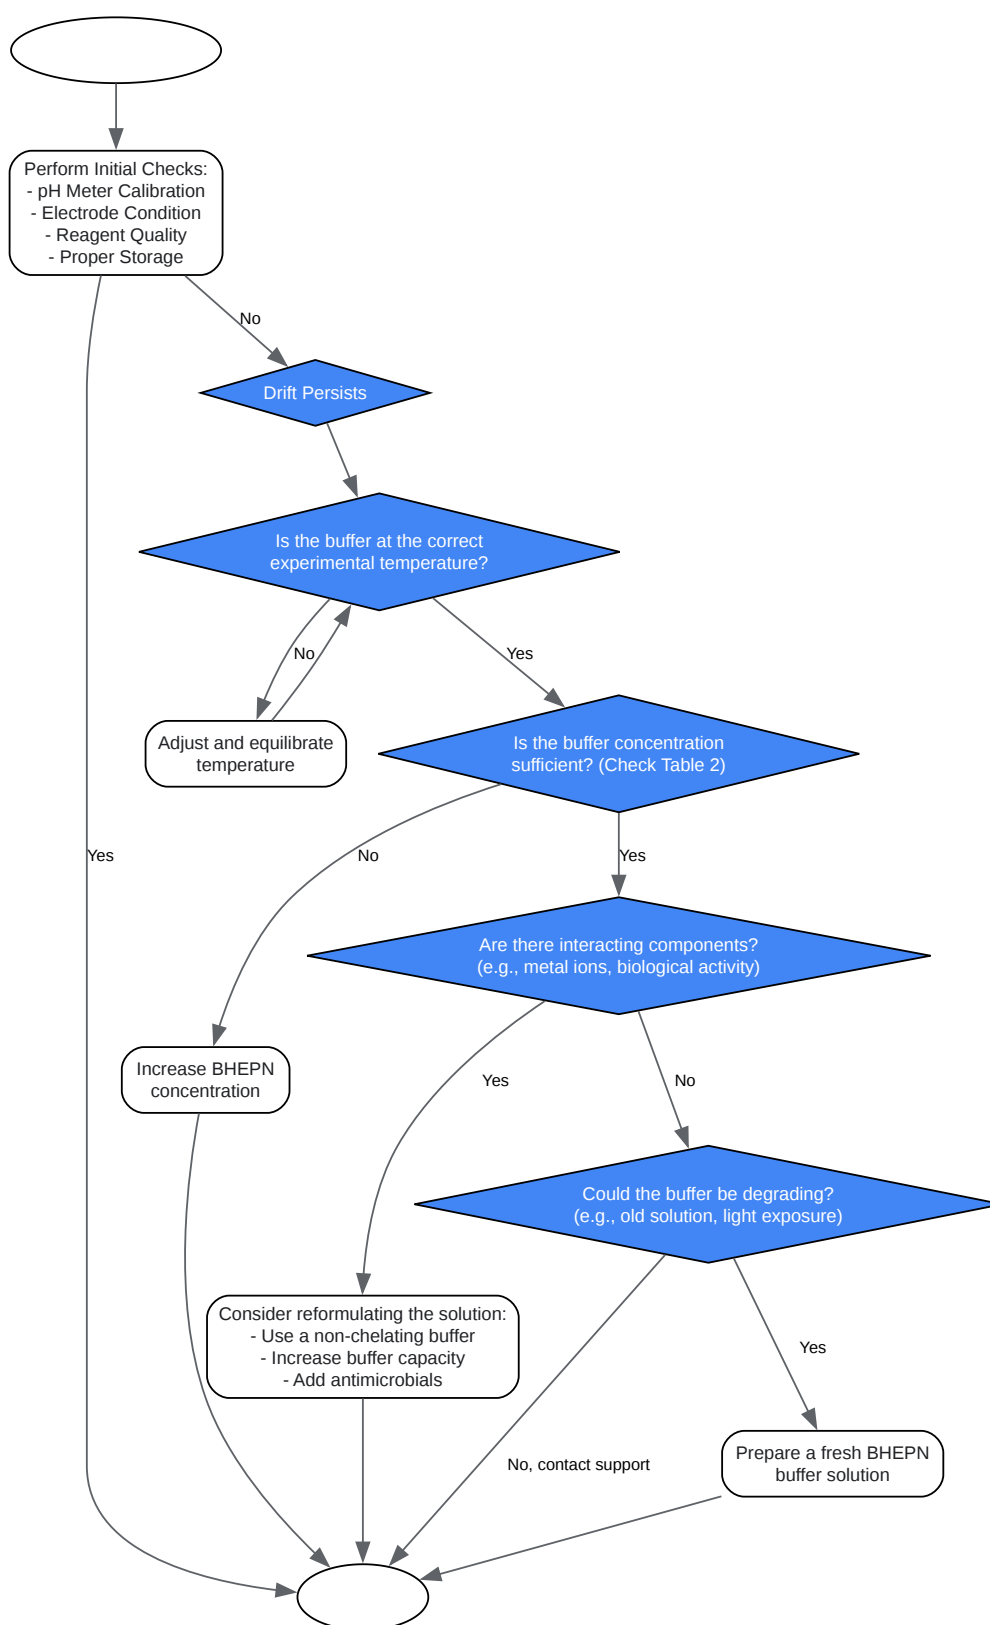 Perform Initial Checks:
- pH Meter Calibration
- Electrode Condition
- Reagent Quality
- Proper Storage
No
Drift Persists
Is the buffer at the correct
experimental temperature?
No
Yes
Adjust and equilibrate
temperature
Is the buffer concentration
sufficient? (Check Table 2)
Yes
No
Yes
Are there interacting components?
(e.g., metal ions, biological activity)
Increase BHEPN
concentration
Yes
No
Could the buffer be degrading?
(e.g., old solution, light exposure)
Consider reformulating the solution:
- Use a non-chelating buffer
- Increase buffer capacity
- Add antimicrobials
Yes
No, contact support
Prepare a fresh BHEPN
buffer solution